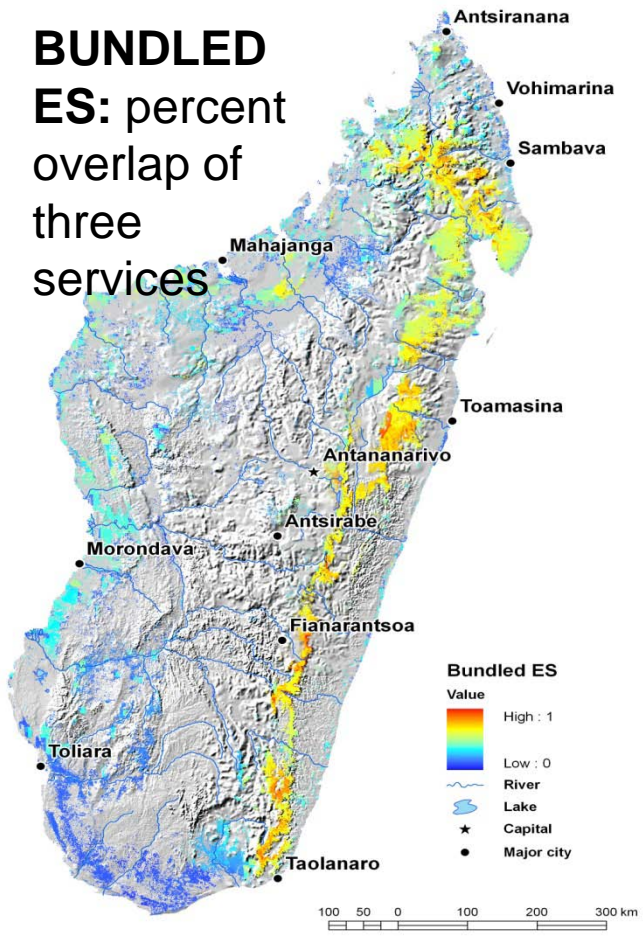 BUNDLED
ES: percent
overlap of
three
services
Antsiranana
Vohimarina
Sambava
Mahajanga
Toamasina
Antananarivo
Antsirabe
Morondava
Fianarantsoa
Toliara
Taolanaro
Bundled ES
Value
High : 1
Low : 0
River
Lake
Capital
Major city
100 50 0 100 200 300 km